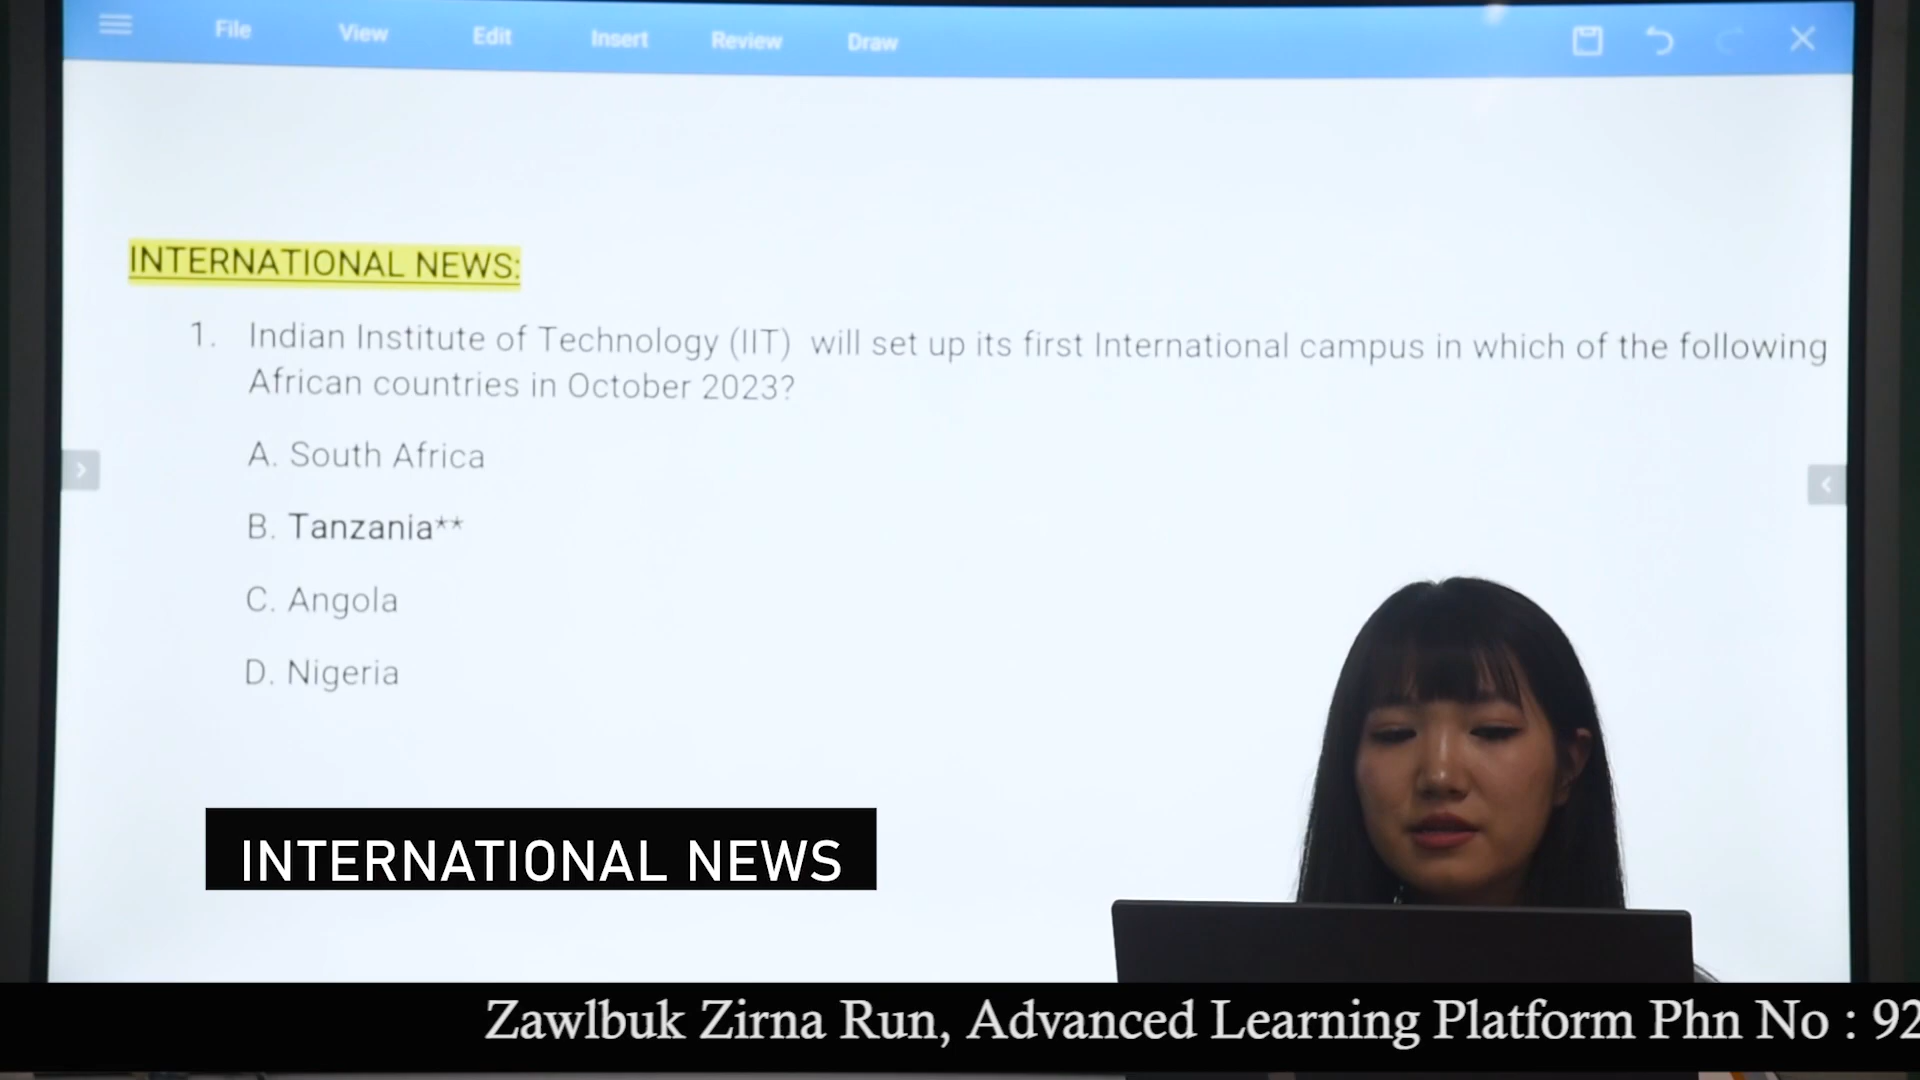 File View Edit Insert Review Draw
INTERNATIONAL NEWS:
1. Indian Institute of Technology (IIT) will set up its first International campus in which of the following
African countries in October 2023?
A. South Africa
B. Tanzania**
C. Angola
D. Nigeria
INTERNATIONAL NEWS
Zawlbuk Zirna Run, Advanced Learning Platform Phn No : 92